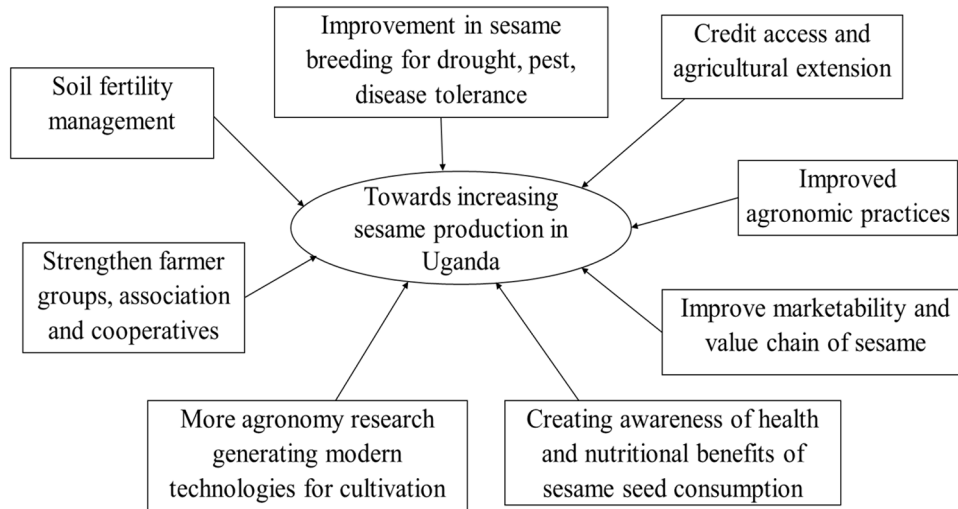 Improvement in sesame
breeding for drought, pest,
disease tolerance
Credit access and
agricultural extension
Soil fertility
management
Towards increasing
sesame production in
Uganda
Improved
agronomic practices
Strengthen farmer
groups, association
and cooperatives
Improve marketability and
value chain of sesame
More agronomy research
generating modern
technologies for cultivation
Creating awareness of health
and nutritional benefits of
sesame seed consumption